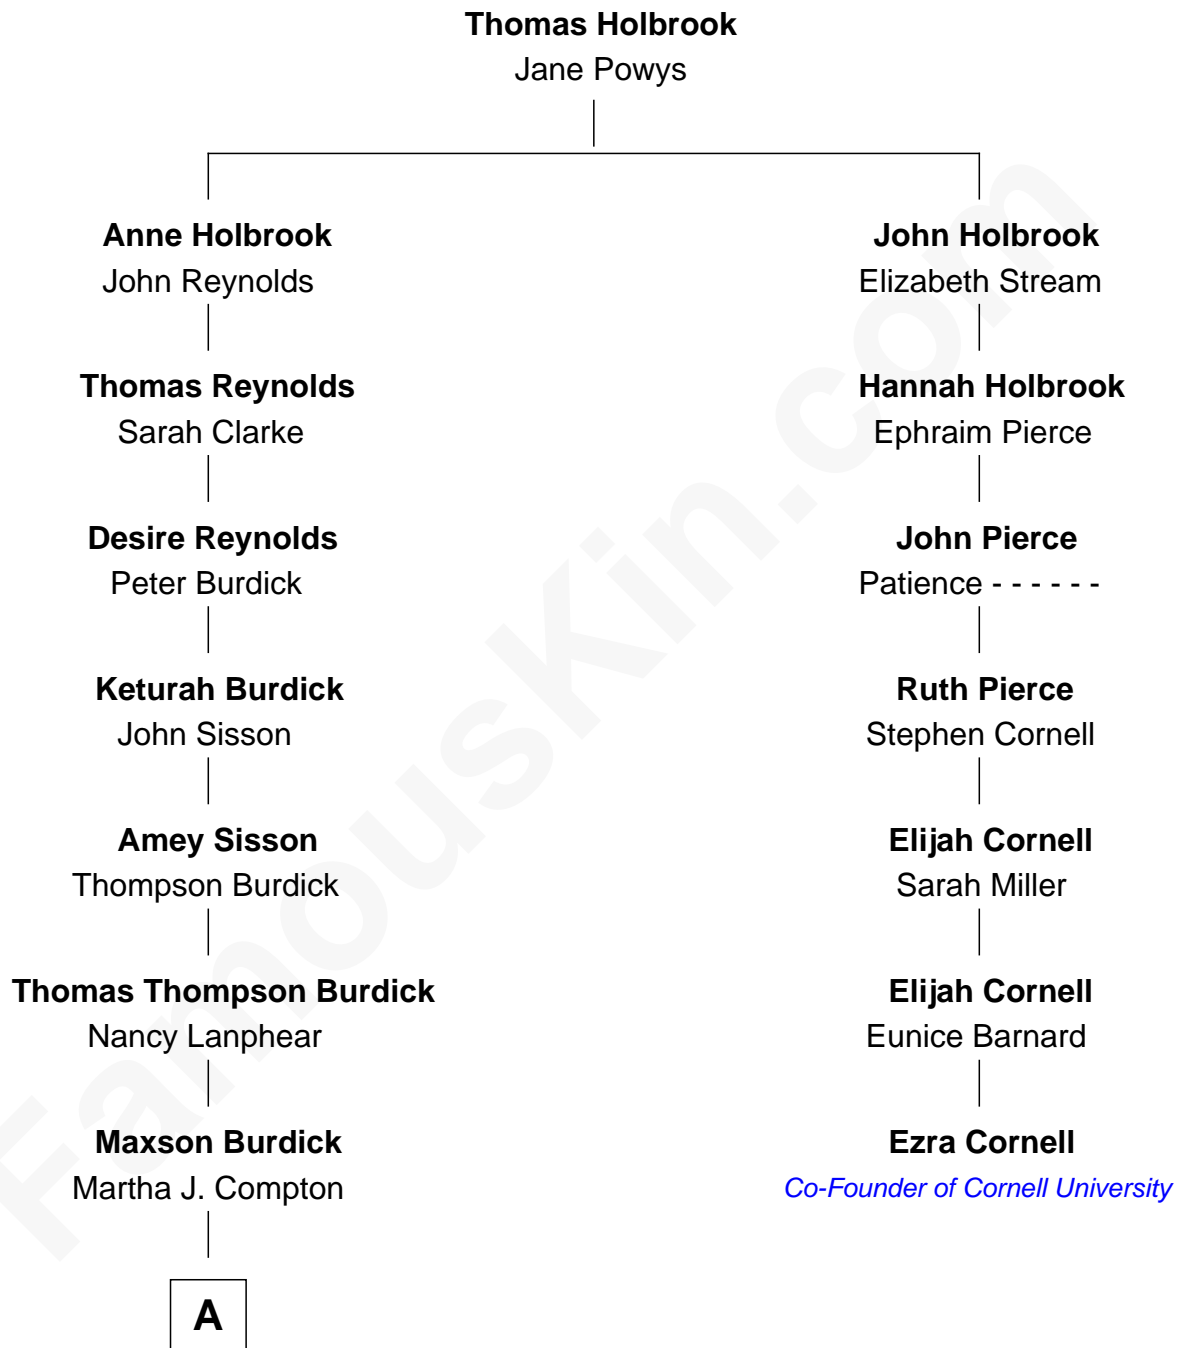 Thomas Holbrook
Jane Powys
Anne Holbrook
John Reynolds
Thomas Reynolds
Sarah Clarke
Desire Reynolds
Peter Burdick
Keturah Burdick
John Sisson
Amey Sisson
Thompson Burdick
Thomas Thompson Burdick
Nancy Lanphear
Maxson Burdick
Martha J. Compton
A
John Holbrook
Elizabeth Stream
Hannah Holbrook
Ephraim Pierce
John Pierce
Patience - - - - - -
Ruth Pierce
Stephen Cornell
Elijah Cornell
Sarah Miller
Elijah Cornell
Eunice Barnard
Ezra Cornell
Co-Founder of Cornell University
FamousKin.com